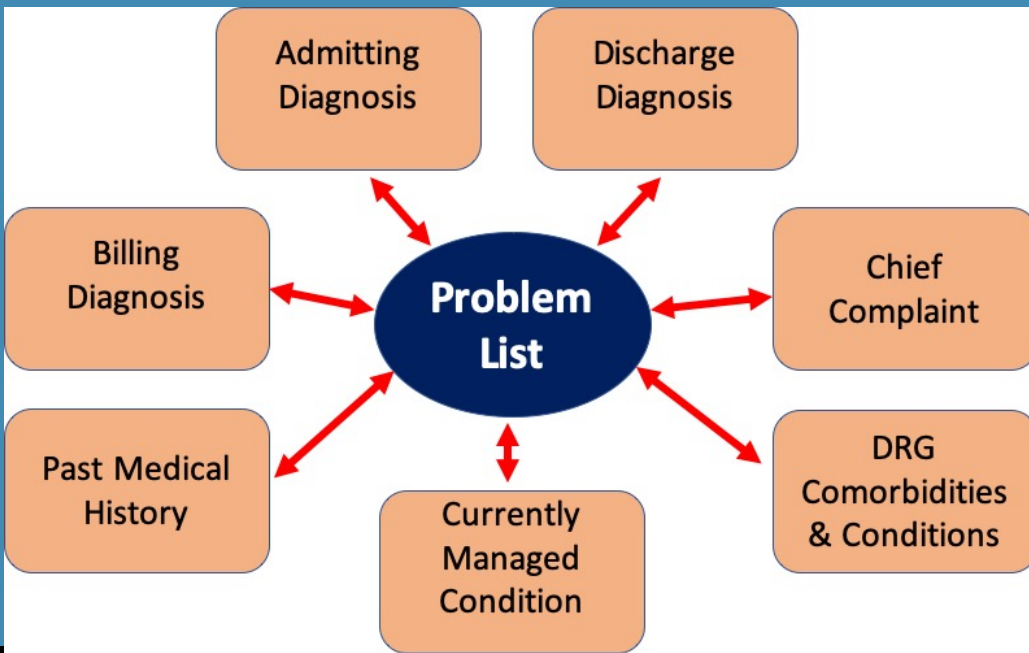 Admitting
Diagnosis
Discharge
Diagnosis
Billing
Diagnosis
Problem
List
Chief
Complaint
Past Medical
History
Currently
Managed
Condition
DRG
Comorbidities
& Conditions